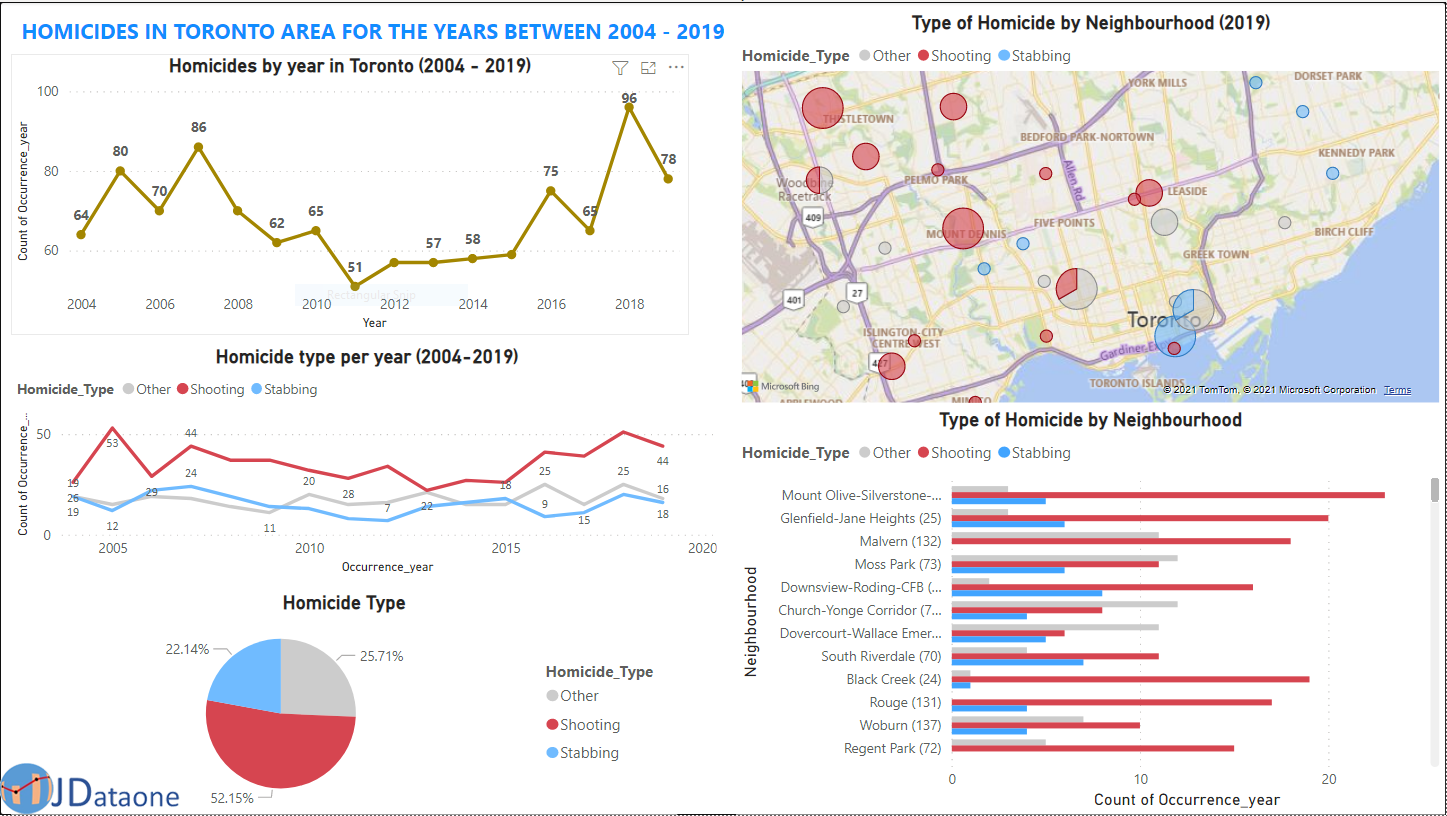 HOMICIDES IN TORONTO AREA FOR THE YEARS BETWEEN 2004 - 2019
Homicides by year in Toronto (2004 - 2019)
Count of Occurrence_year
100
80
60
64
80
70
86
62
65
51
57
58
75
65
96
78
Rectangular Snip
2004
2006
2008
2010
2012
2014
2016
2018
Year
Homicide type per year (2004-2019)
Homicide_Type
Other
Shooting
Stabbing
Count of Occurrence_...
50
0
19
26
19
53
12
29
44
24
11
20
28
7
22
18
25
9
15
25
44
16
18
2005
2010
2015
2020
Occurrence_year
Homicide Type
22.14%
25.71%
52.15%
Homicide_Type
Other
Shooting
Stabbing
JDataone
Type of Homicide by Neighbourhood (2019)
Homicide_Type
Other
Shooting
Stabbing
YORK MILLS
DORSET PARK
THISTLETOWN
BEDFORD PARK-NORTOWN
KENNEDY PARK
Woodbine
Racetrack
PELMO PARK
Allen Rd
LEASIDE
409
MOUNT DENNIS
FIVE POINTS
BIRCH CLIFF
GREEK TOWN
401
27
Toronto
ISLINGTON-CITY
CENTRE WEST
427
Gardiner Exp
TORONTO ISLANDS
408
Microsoft Bing
© 2021 TomTom, © 2021 Microsoft Corporation
Terms
APPLEWOOD
Type of Homicide by Neighbourhood
Homicide_Type
Other
Shooting
Stabbing
Neighbourhood
Mount Olive-Silverstone-...
Glenfield-Jane Heights (25)
Malvern (132)
Moss Park (73)
Downsview-Roding-CFB (...
Church-Yonge Corridor (7...
Dovercourt-Wallace Emer...
South Riverdale (70)
Black Creek (24)
Rouge (131)
Woburn (137)
Regent Park (72)
0
10
20
Count of Occurrence_year